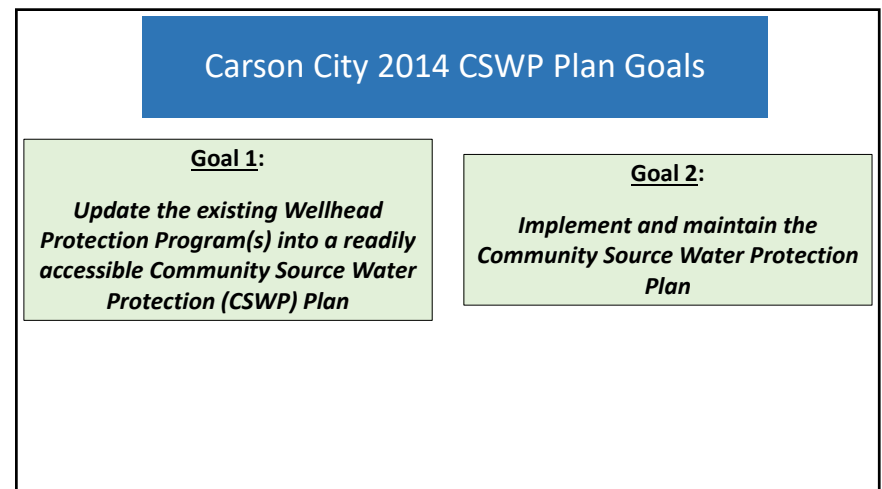 Carson City 2014 CSWP Plan Goals
Goal 1:
Update the existing Wellhead
Protection Program(s) into a readily
accessible Community Source Water
Protection (CSWP) Plan
Goal 2:
Implement and maintain the
Community Source Water Protection
Plan